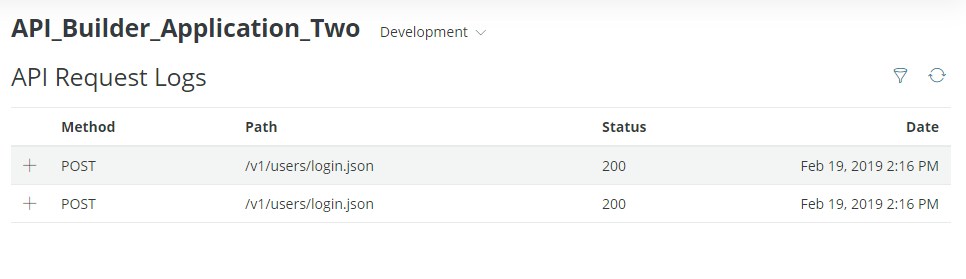 API_Builder_Application_Two Development
API Request Logs
Method Path Status Date
POST /v1/users/login.json 200 Feb 19, 2019 2:16 PM
POST /v1/users/login.json 200 Feb 19, 2019 2:16 PM